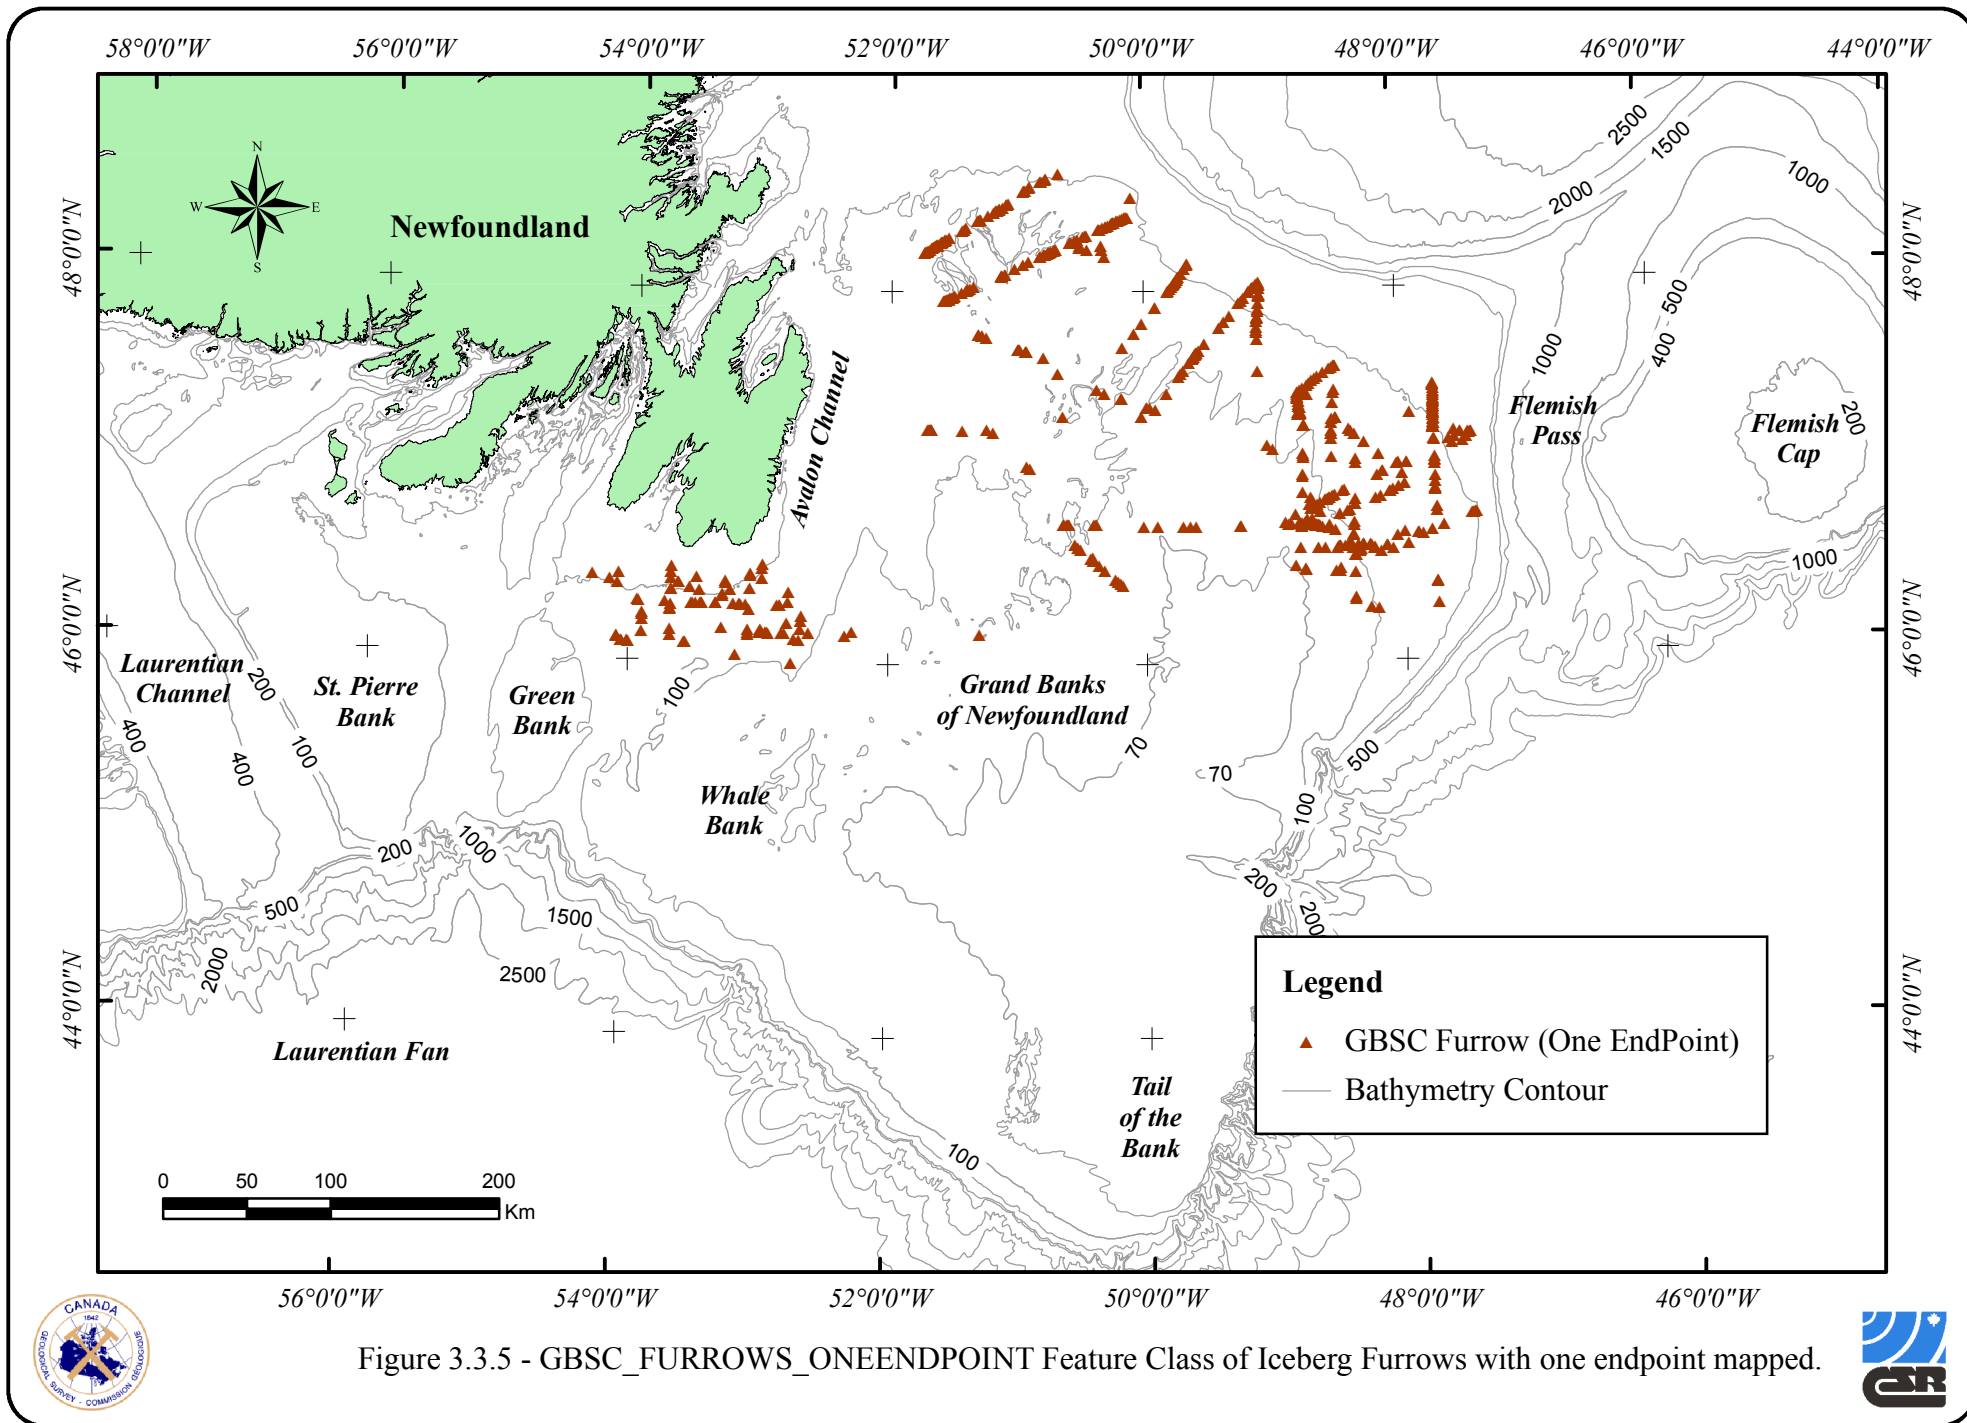 58°0'0"W
56°0'0"W
54°0'0"W
52°0'0"W
50°0'0"W
48°0'0"W
46°0'0"W
44°0'0"W
N
W
E
S
Newfoundland
48°0'0"N
48°0'0"N
2500
1500
1000
2000
500
400
1000
200
Avalon Channel
Flemish
Pass
Flemish
Cap
1000
46°0'0"N
46°0'0"N
Laurentian
Channel
200
St. Pierre
Bank
Green
Bank
100
Grand Banks
of Newfoundland
70
70
500
400
400
100
100
Whale
Bank
200
1000
200
200
500
1500
2000
2500
44°0'0"N
44°0'0"N
Laurentian Fan
Tail
of the
Bank
100
Legend
GBSC Furrow (One EndPoint)
Bathymetry Contour
0
50
100
200
Km
56°0'0"W
54°0'0"W
52°0'0"W
50°0'0"W
48°0'0"W
46°0'0"W
CANADA
1842
GEOLOGICAL SURVEY - COMMISSION GÉOLOGIQUE
Figure 3.3.5 - GBSC_FURROWS_ONEENDPOINT Feature Class of Iceberg Furrows with one endpoint mapped.
CSR